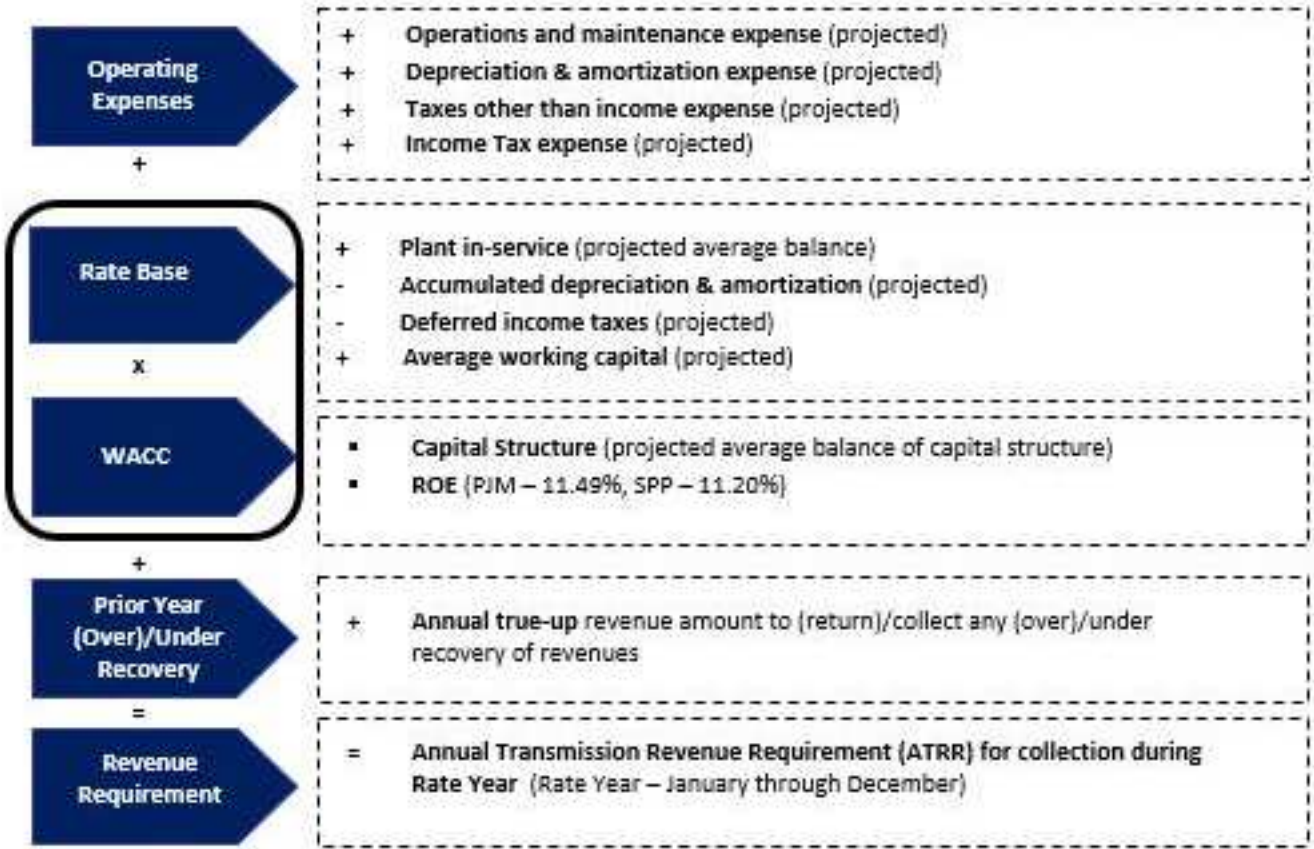 Operating
Expenses
+ Operations and maintenance expense (projected)
+ Depreciation & amortization expense (projected)
+ Taxes other than income expense (projected)
+ Income Tax expense (projected)
+
Rate Base
+ Plant in-service (projected average balance)
- Accumulated depreciation & amortization (projected)
- Deferred income taxes (projected)
+ Average working capital (projected)
x
WACC
▪ Capital Structure (projected average balance of capital structure)
▪ ROE (PJM – 11.49%, SPP – 11.20%)
+
Prior Year
(Over)/Under
Recovery
+ Annual true-up revenue amount to (return)/collect any (over)/under
recovery of revenues
=
Revenue
Requirement
= Annual Transmission Revenue Requirement (ATRR) for collection during
Rate Year (Rate Year – January through December)